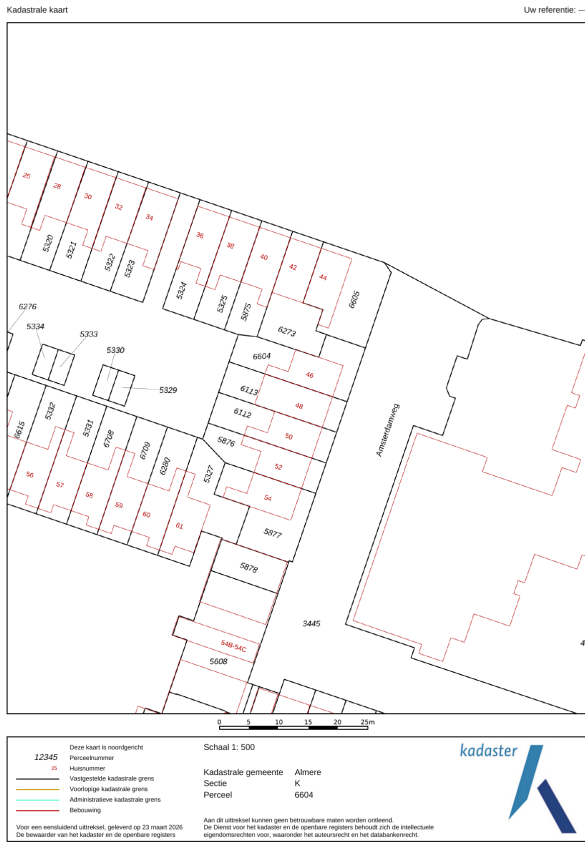 Kadastrale kaart
Uw referentie: --
26
28
30
32
34
36
38
40
42
44
5320
5321
5322
5323
5324
5325
5875
6605
6273
6276
5334
5333
5330
5329
6604
46
6113
48
6112
50
5876
52
54
5877
5332
5331
6708
6709
6290
5327
6615
56
57
58
59
60
61
Amsterdamweg
5878
3445
54B-54C
5608
4
0 5 10 15 20 25m
12345
25
Deze kaart is noordgericht
Perceelnummer
Huisnummer
Vastgestelde kadastrale grens
Voorlopige kadastrale grens
Administratieve kadastrale grens
Bebouwing
Voor een eensluidend uittreksel, geleverd op 23 maart 2026
De bewaarder van het kadaster en de openbare registers
Schaal 1: 500
Kadastrale gemeente Almere
Sectie K
Perceel 6604
Aan dit uittreksel kunnen geen betrouwbare maten worden ontleend.
De Dienst voor het kadaster en de openbare registers behoudt zich de intellectuele
eigendomsrechten voor, waaronder het auteursrecht en het databankenrecht.
kadaster